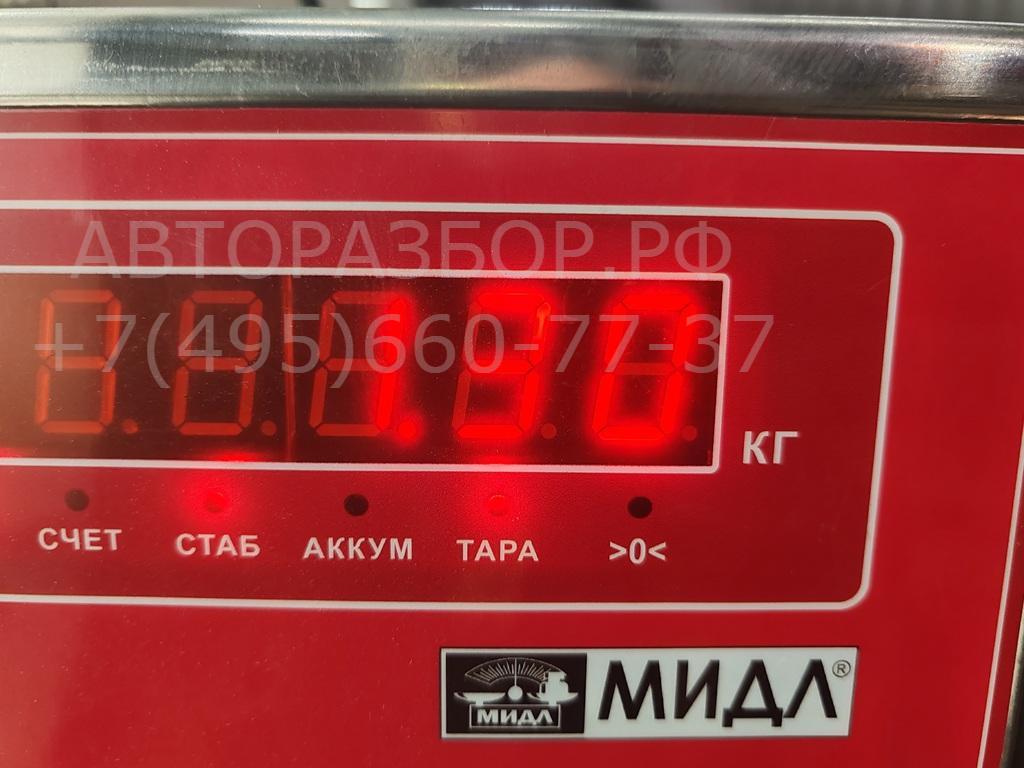 АВТОРАЗБОР.РФ
+7(495)660-77-37
КГ
СЧЕТ СТАБ АККУМ ТАРА >0<
МИДЛ МИДЛ®